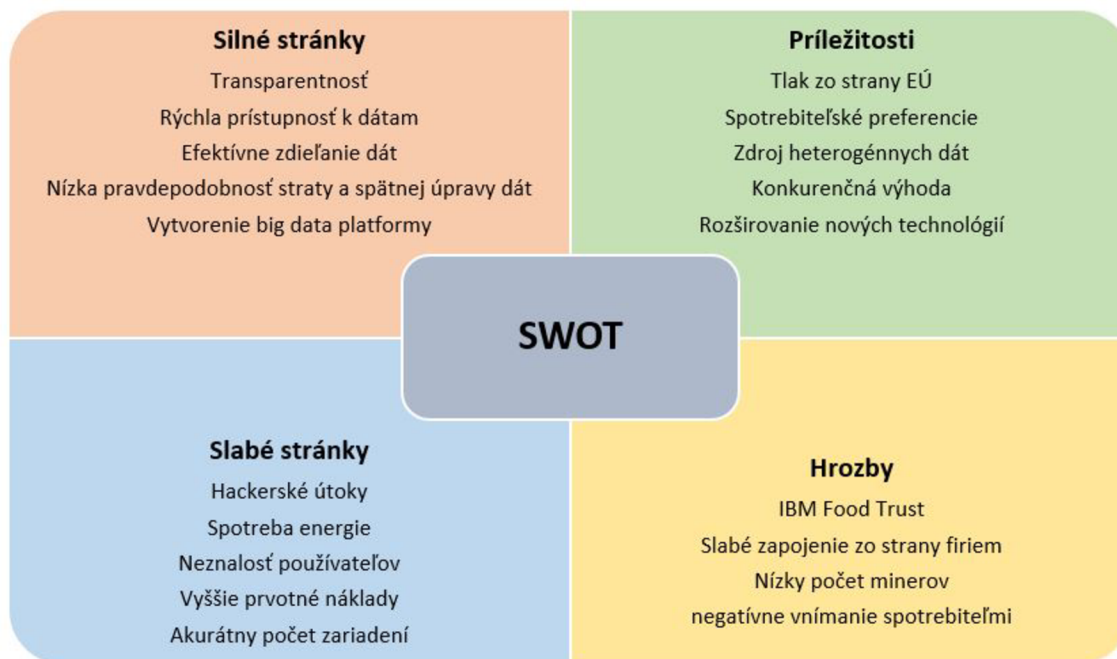 Silné stránky
Transparentnosť
Rýchla prístupnosť k dátam
Efektívne zdieľanie dát
Nízka pravdepodobnosť straty a spätnej úpravy dát
Vytvorenie big data platformy
Príležitosti
Tlak zo strany EÚ
Spotrebiteľské preferencie
Zdroj heterogénnych dát
Konkurenčná výhoda
Rozširovanie nových technológií
SWOT
Slabé stránky
Hackerské útoky
Spotreba energie
Neznalosť používateľov
Vyššie prvotné náklady
Akurátny počet zariadení
Hrozby
IBM Food Trust
Slabé zapojenie zo strany firiem
Nízky počet minerov
negatívne vnímanie spotrebiteľmi